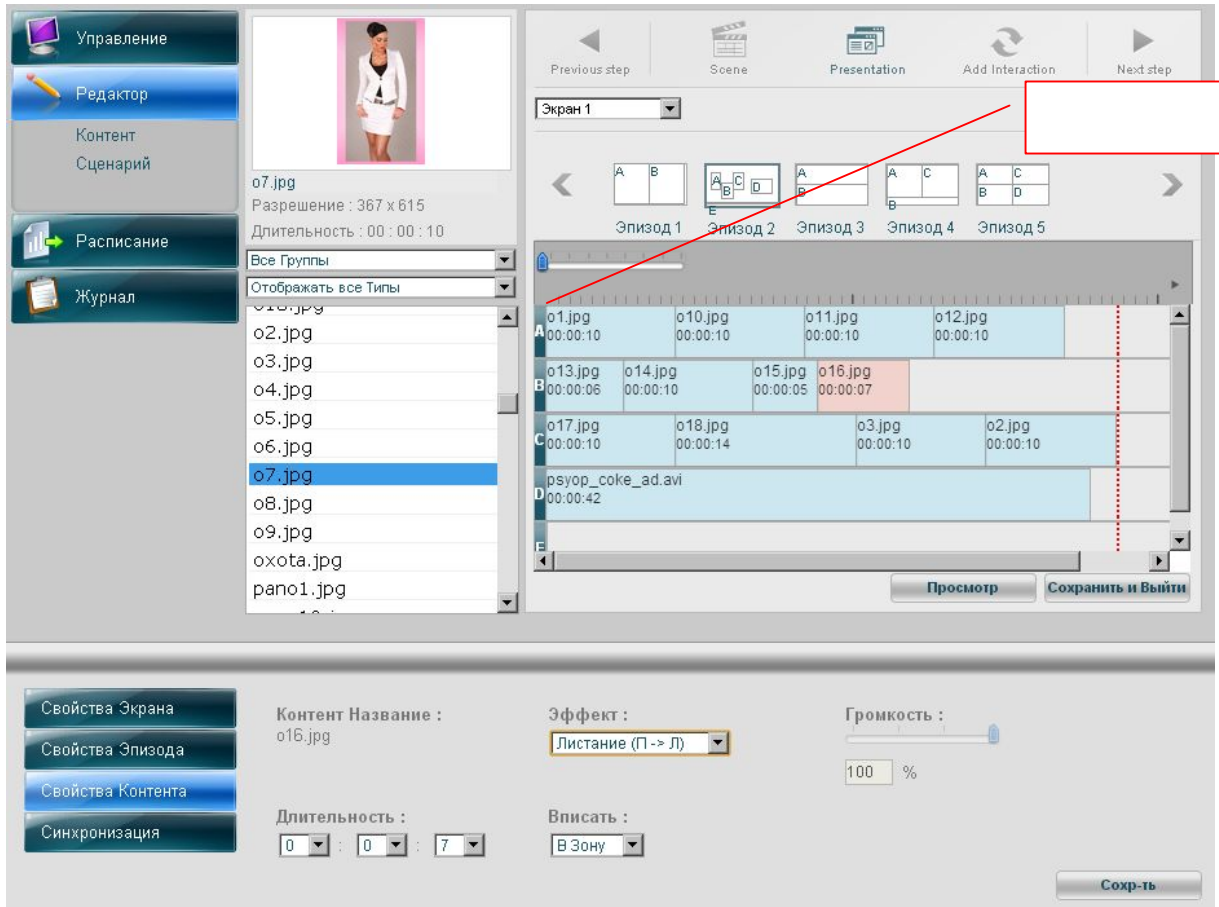 Управление
Редактор
Контент
Сценарий
Расписание
Журнал
o7.jpg
Разрешение : 367 x 615
Длительность : 00 : 00 : 10
Все Группы
Отображать все Типы
o2.jpg
o3.jpg
o4.jpg
o5.jpg
o6.jpg
o7.jpg
o8.jpg
o9.jpg
oxota.jpg
pano1.jpg
Previous step Scene Presentation Add Interaction Next step
Экран 1
A B
A B C D E
A B
A C B
A C B D
Эпизод 1 Эпизод 2 Эпизод 3 Эпизод 4 Эпизод 5
A
o1.jpg o10.jpg o11.jpg o12.jpg
00:00:10 00:00:10 00:00:10 00:00:10
B
o13.jpg o14.jpg o15.jpg o16.jpg
00:00:06 00:00:10 00:00:05 00:00:07
C
o17.jpg o18.jpg o3.jpg o2.jpg
00:00:10 00:00:14 00:00:10 00:00:10
D
psyop_coke_ad.avi
00:00:42
E
Просмотр Сохранить и Выйти
Свойства Экрана
Свойства Эпизода
Свойства Контента
Синхронизация
Контент Название :
o16.jpg
Эффект :
Листание (П -> Л)
Громкость :
100 %
Длительность :
0 : 0 : 7
Вписать :
В Зону
Сохр-ть